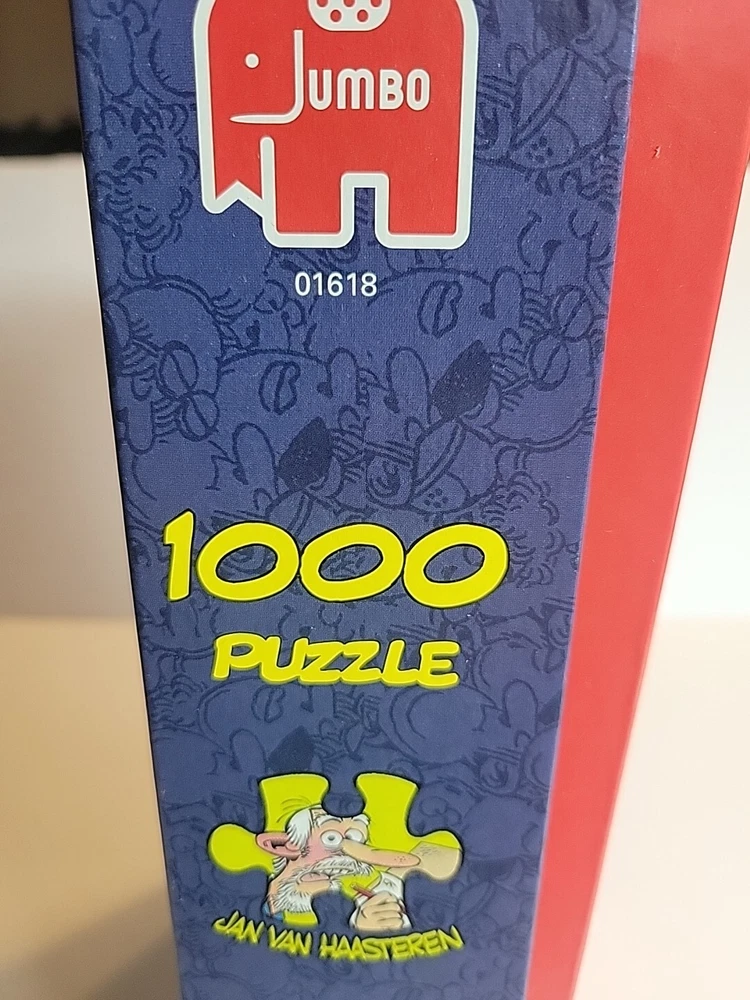 JUMBO
01618
1000
PUZZLE
JAN VAN HAASTEREN